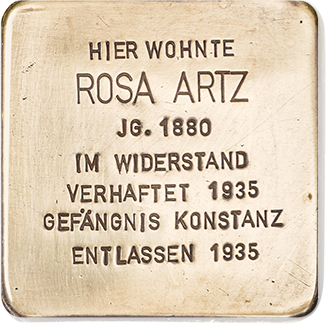 HIER WOHNTE
ROSA ARTZ
JG. 1880
IM WIDERSTAND
VERHAFTET 1935
GEFÄNGNIS KONSTANZ
ENTLASSEN 1935